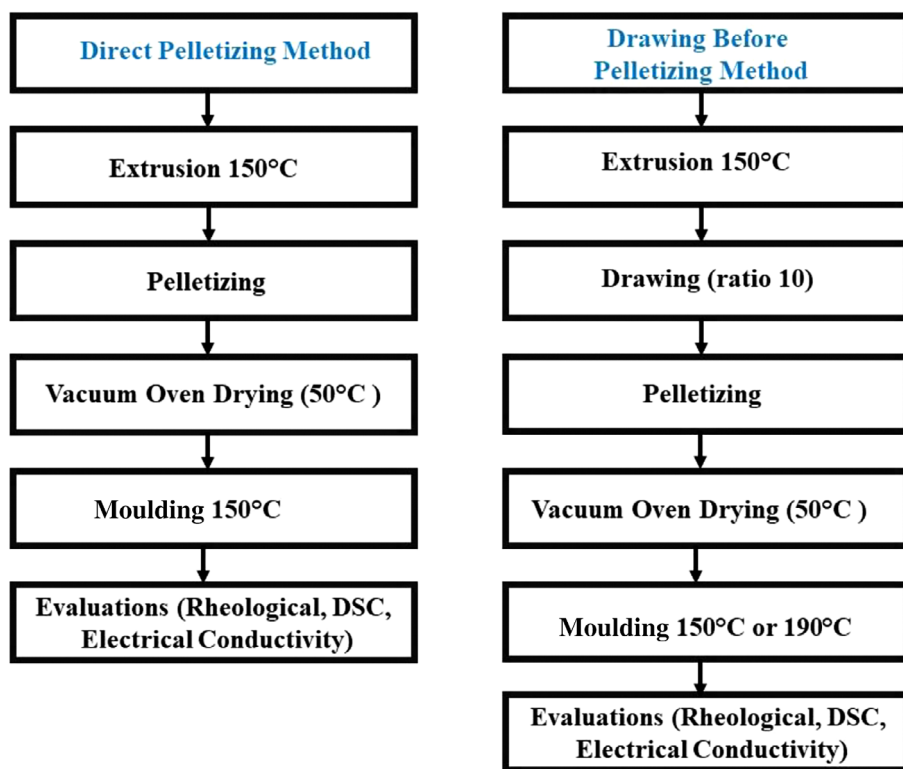 Direct Pelletizing Method
Extrusion 150°C
Pelletizing
Vacuum Oven Drying (50°C )
Moulding 150°C
Evaluations (Rheological, DSC,
Electrical Conductivity)
Drawing Before
Pelletizing Method
Extrusion 150°C
Drawing (ratio 10)
Pelletizing
Vacuum Oven Drying (50°C )
Moulding 150°C or 190°C
Evaluations (Rheological, DSC,
Electrical Conductivity)